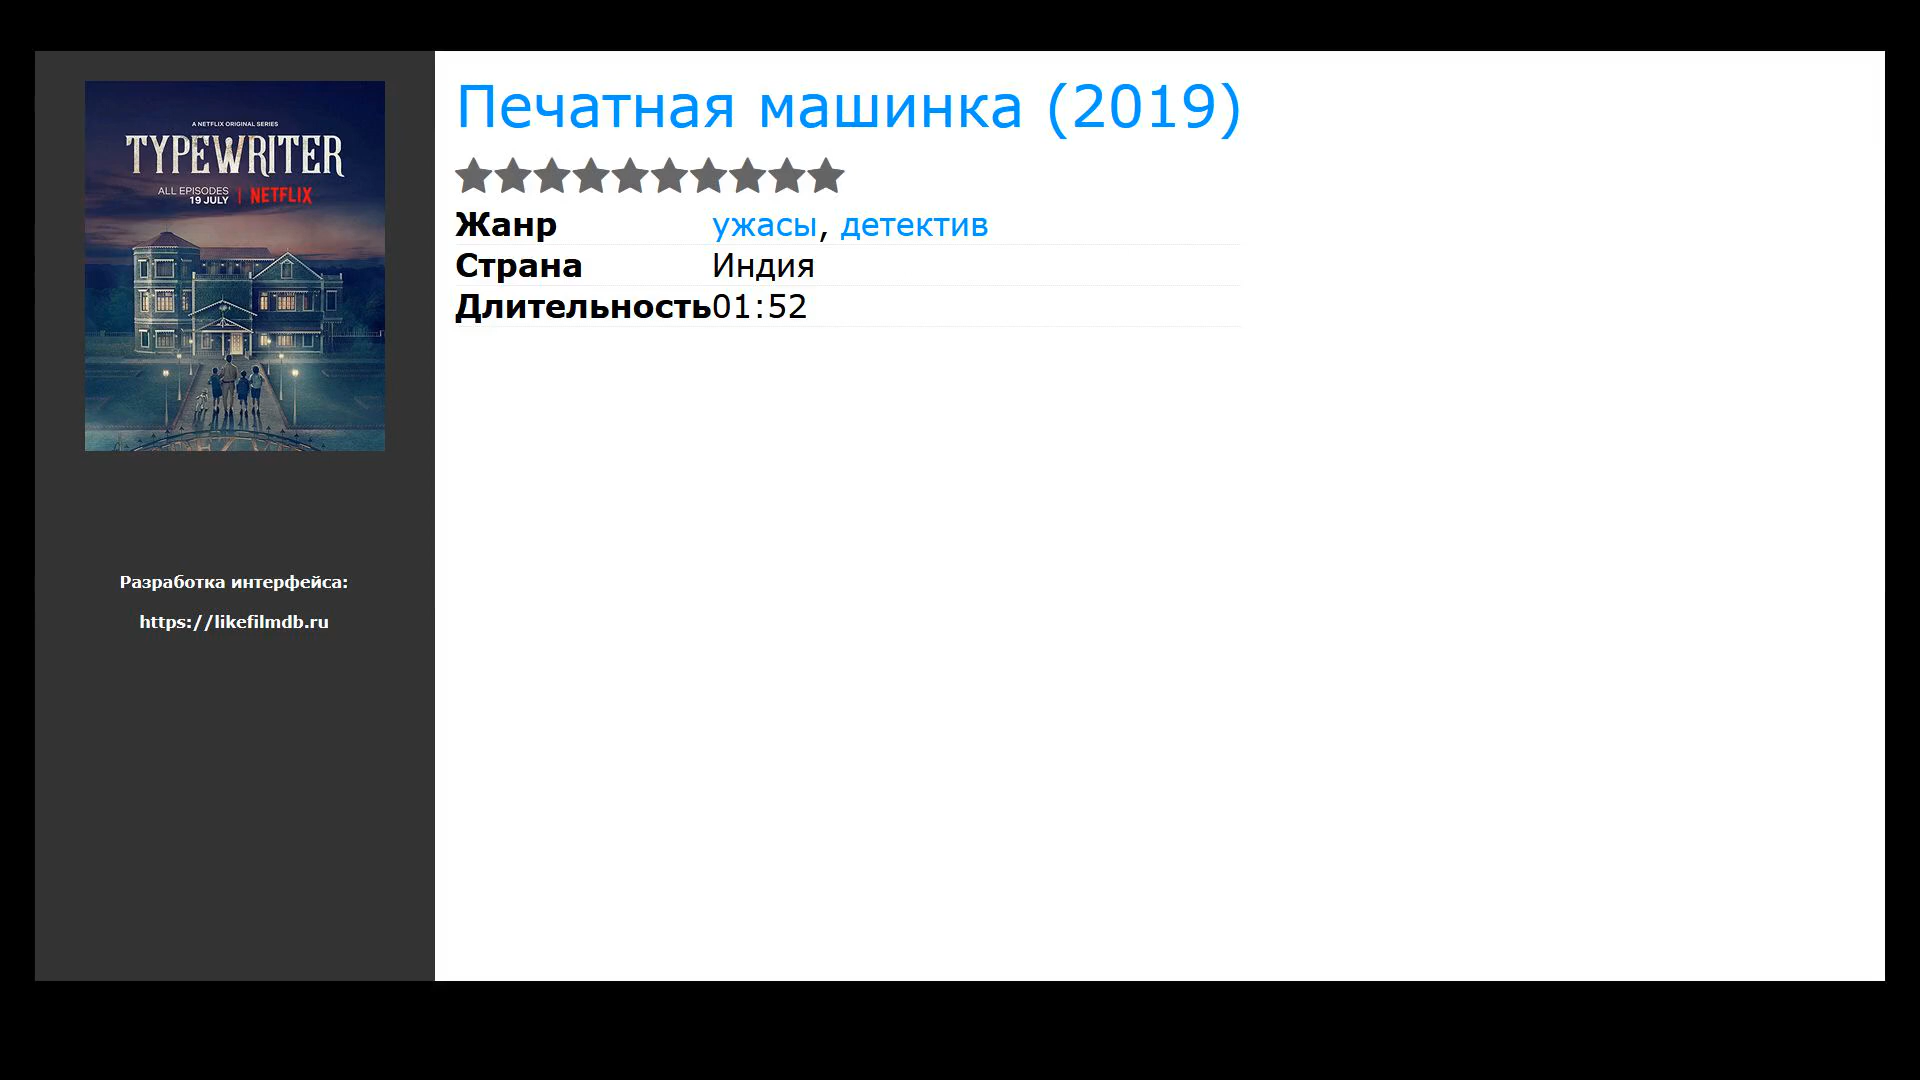 A NETFLIX ORIGINAL SERIES
TYPEWRITER
ALL EPISODES
19 JULY
NETFLIX
Печатная машинка (2019)
Жанр ужасы, детектив
Страна Индия
Длительность 01:52
Разработка интерфейса:
https://likefilmdb.ru